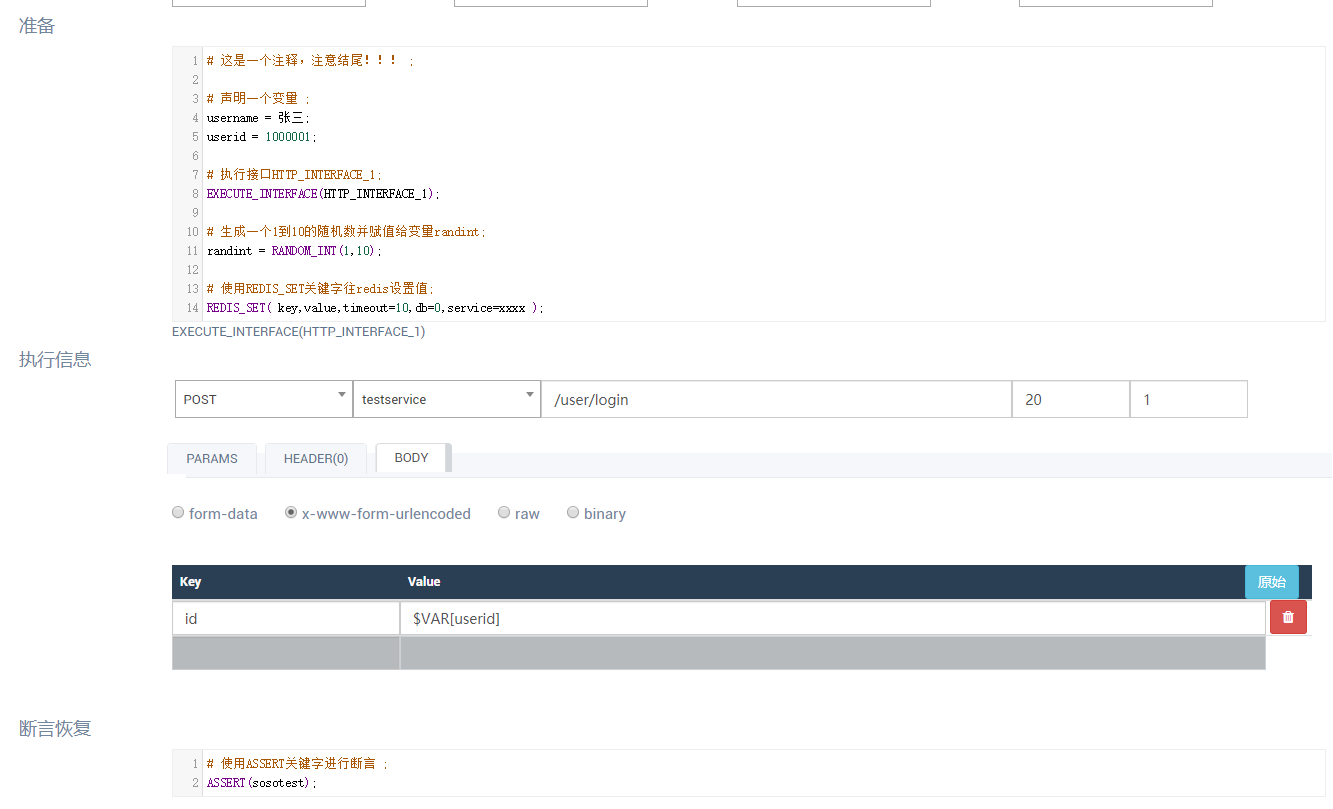 准备
1 # 这是一个注释，注意结尾！！！ ;
2
3 # 声明一个变量 ;
4 username = 张三;
5 userid = 1000001;
6
7 # 执行接口HTTP_INTERFACE_1;
8 EXECUTE_INTERFACE(HTTP_INTERFACE_1);
9
10 # 生成一个1到10的随机数并赋值给变量randint;
11 randint = RANDOM_INT(1,10);
12
13 # 使用REDIS_SET关键字往redis设置值;
14 REDIS_SET( key,value,timeout=10,db=0,service=xxxx );
EXECUTE_INTERFACE(HTTP_INTERFACE_1)
执行信息
POST testservice /user/login 20 1
PARAMS HEADER(0) BODY
form-data x-www-form-urlencoded raw binary
Key Value 原始
id $VAR[userid]
断言恢复
1 # 使用ASSERT关键字进行断言 ;
2 ASSERT(sosotest);